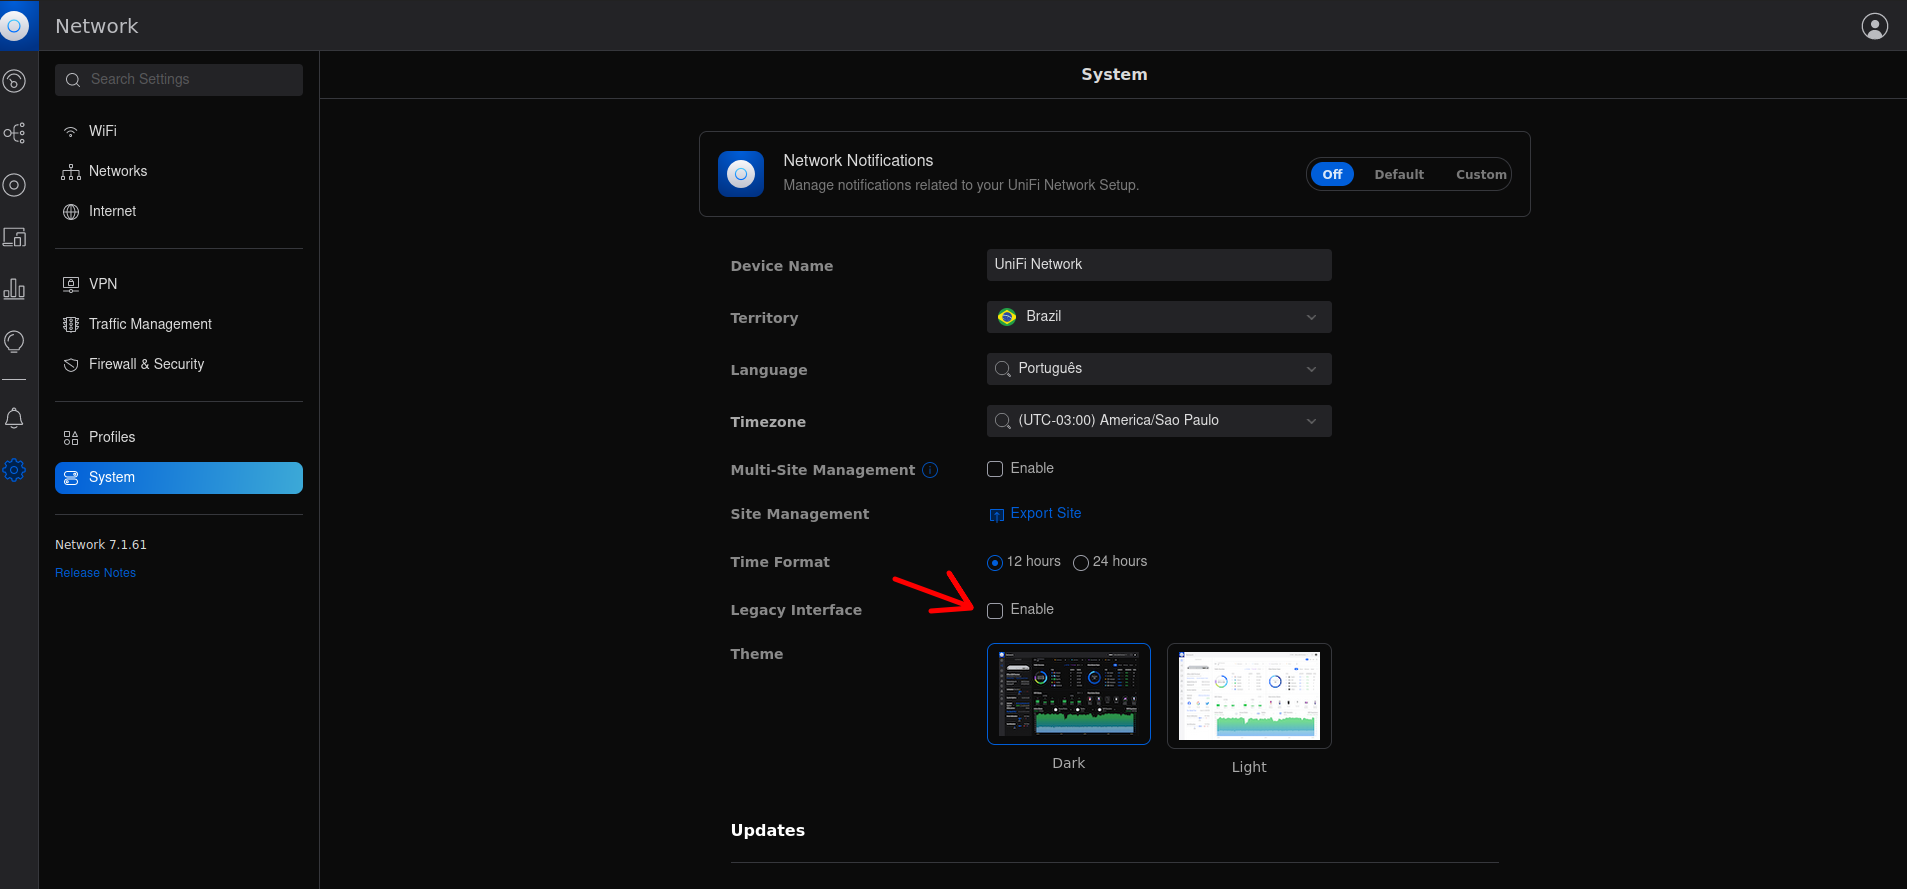 Network
Search Settings
WiFi
Networks
Internet
VPN
Traffic Management
Firewall & Security
Profiles
System
Network 7.1.61
Release Notes
System
Network Notifications
Manage notifications related to your UniFi Network Setup.
Off Default Custom
Device Name UniFi Network
Territory Brazil
Language Português
Timezone (UTC-03:00) America/Sao Paulo
Multi-Site Management Enable
Site Management Export Site
Time Format 12 hours 24 hours
Legacy Interface Enable
Theme
Dark
Light
Updates